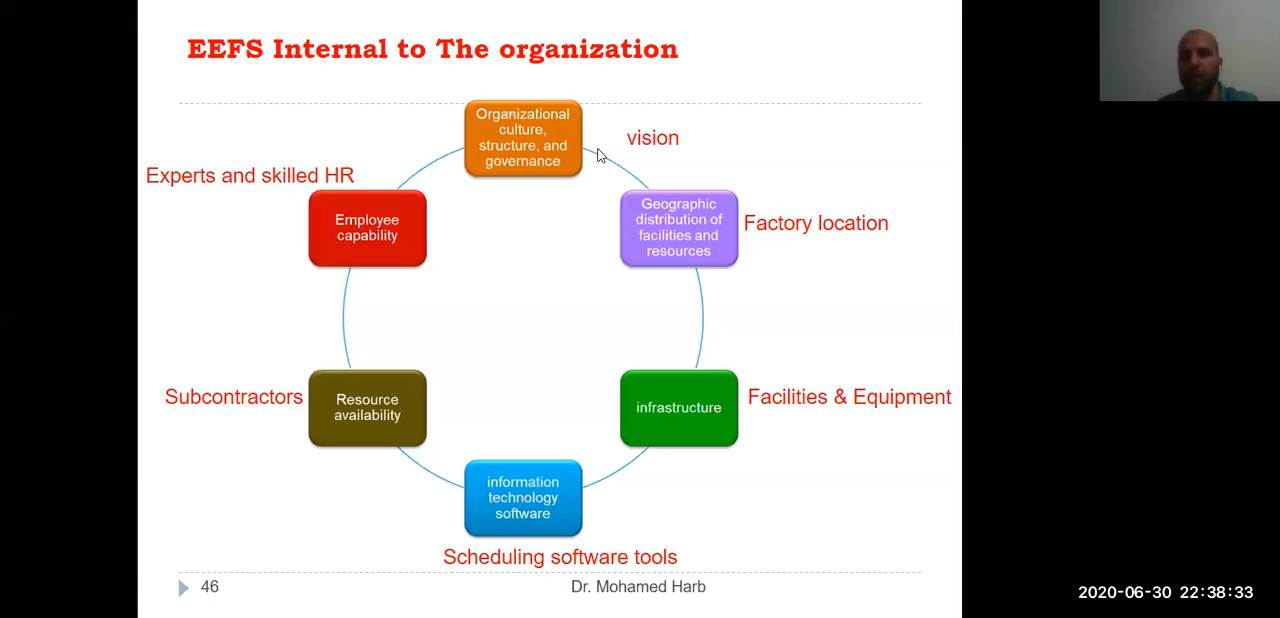 EEFS Internal to The organization
Organizational
culture,
structure, and
governance
vision
Experts and skilled HR
Employee
capability
Geographic
distribution of
facilities and
resources
Factory location
Subcontractors
Resource
availability
infrastructure
Facilities & Equipment
information
technology
software
Scheduling software tools
46
Dr. Mohamed Harb
2020-06-30 22:38:33